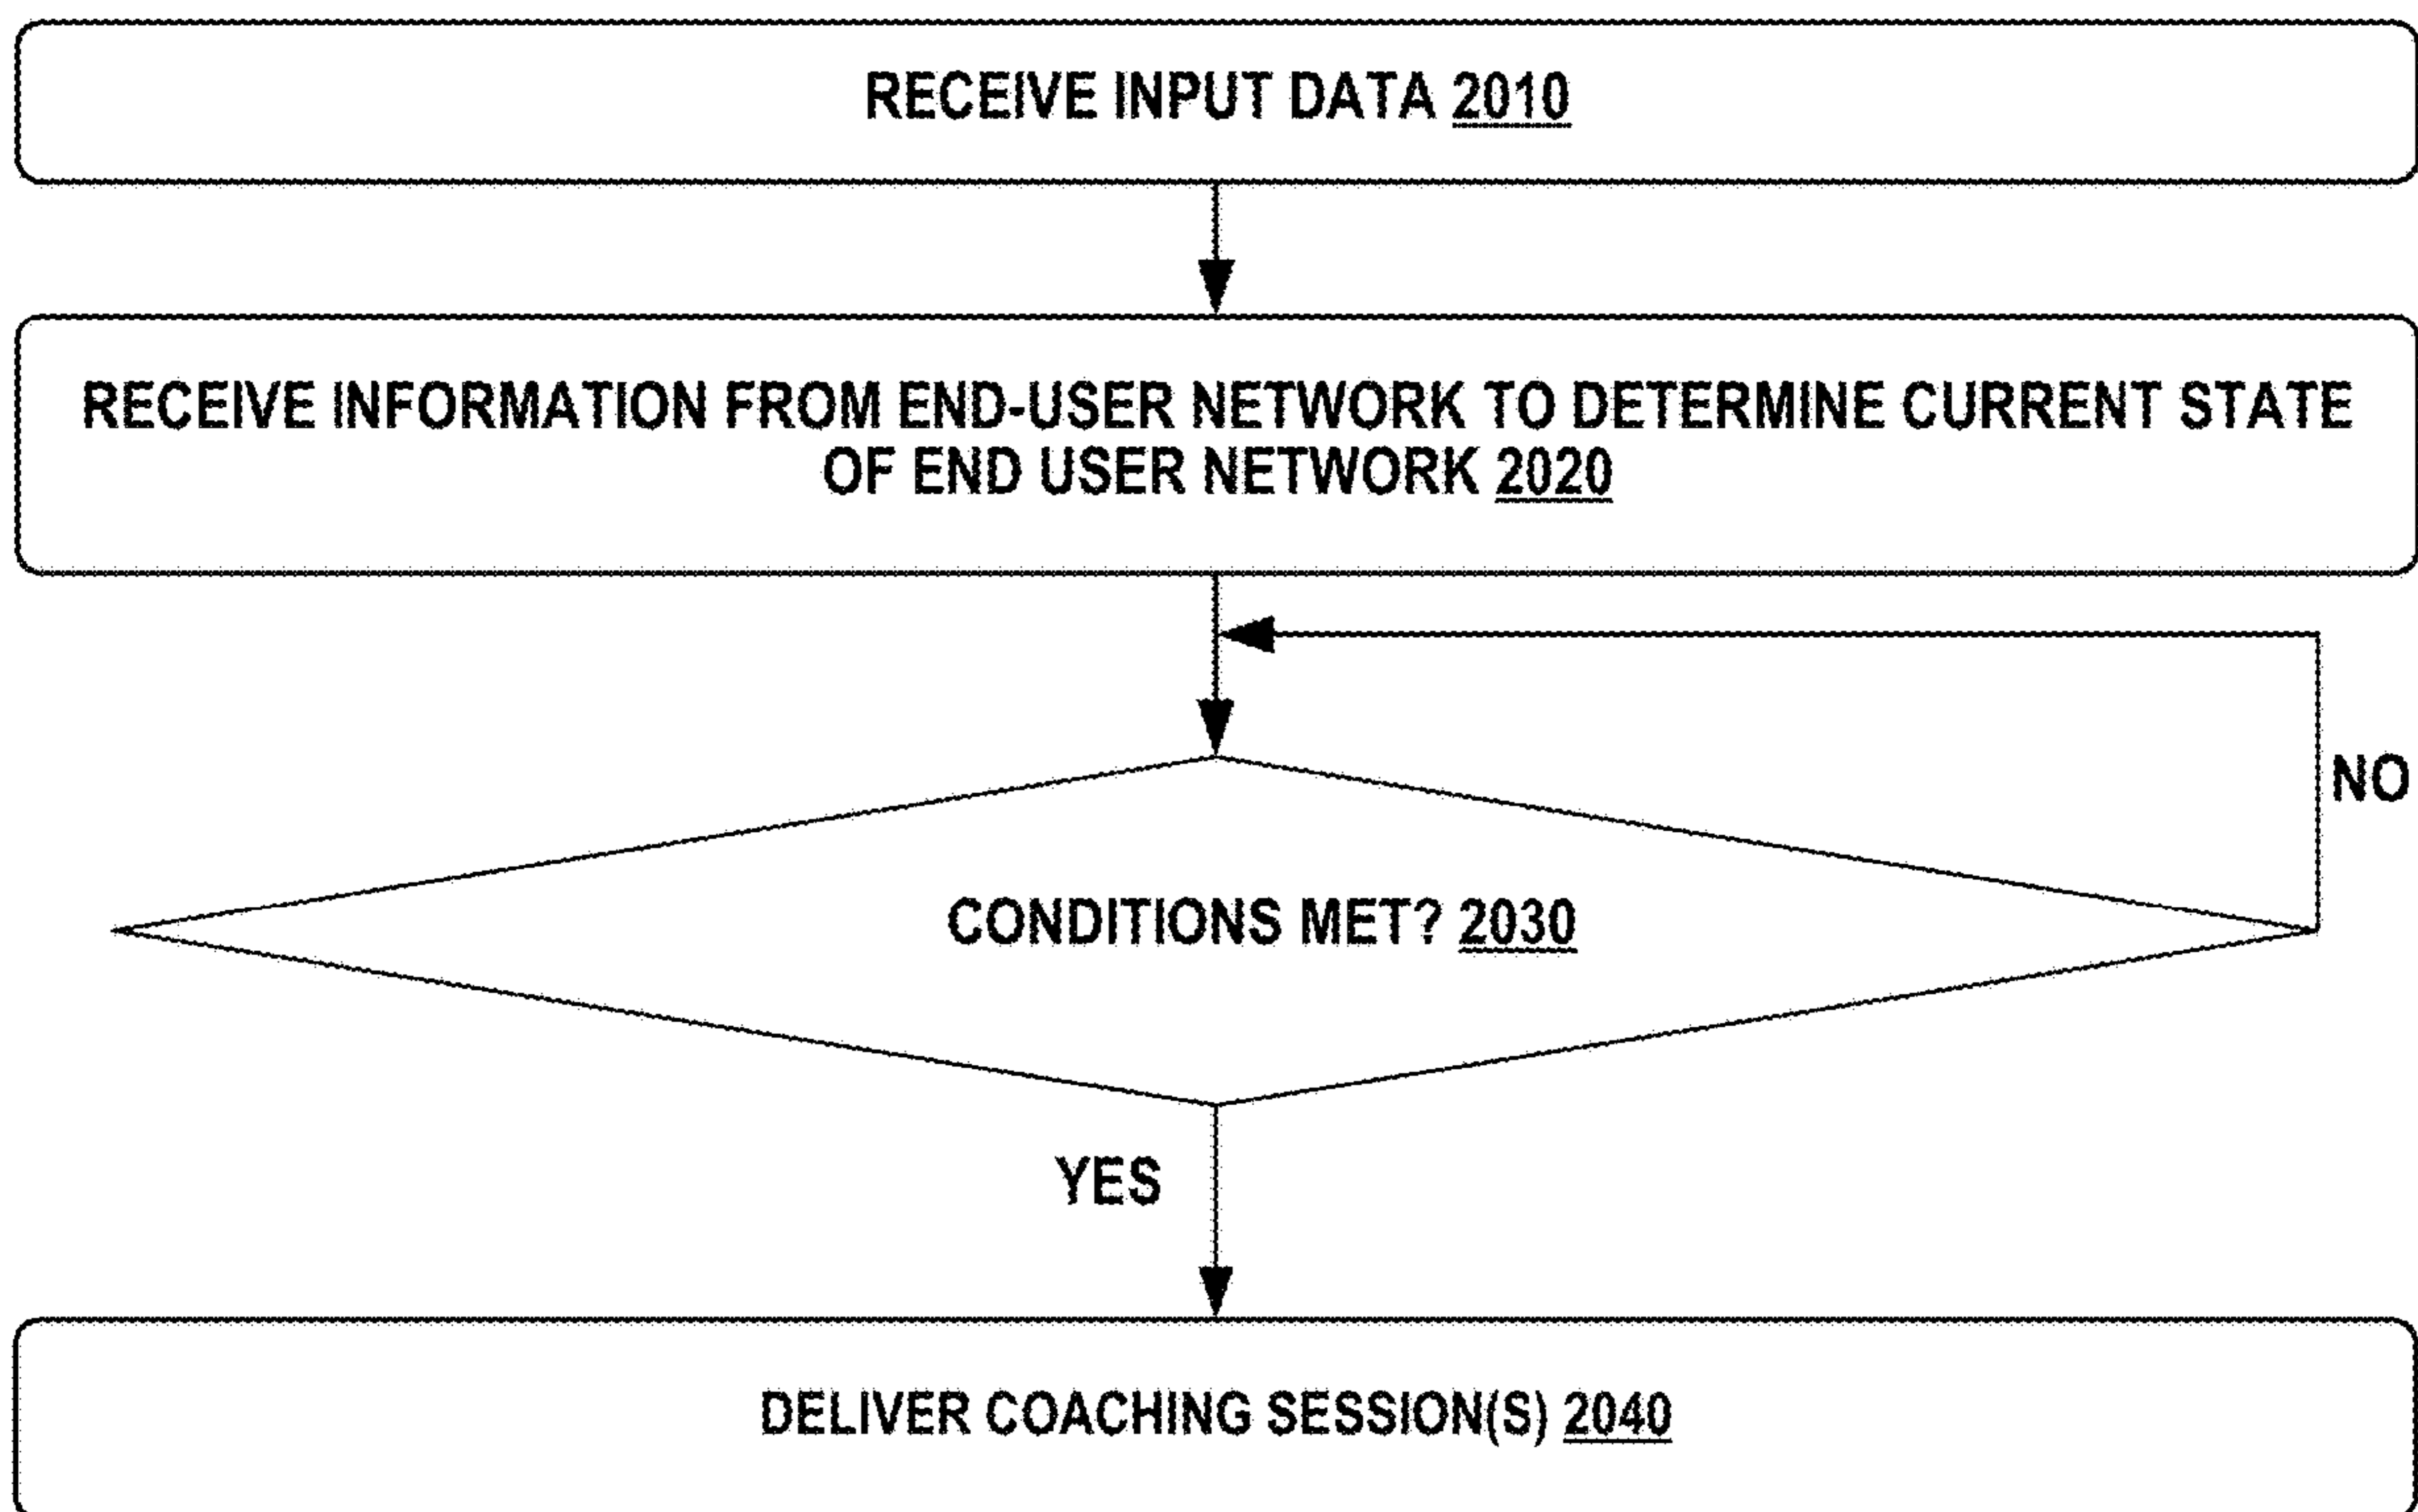 RECEIVE INPUT DATA 2010
RECEIVE INFORMATION FROM END-USER NETWORK TO DETERMINE CURRENT STATE
OF END USER NETWORK 2020
NO
CONDITIONS MET? 2030
YES
DELIVER COACHING SESSION(S) 2040